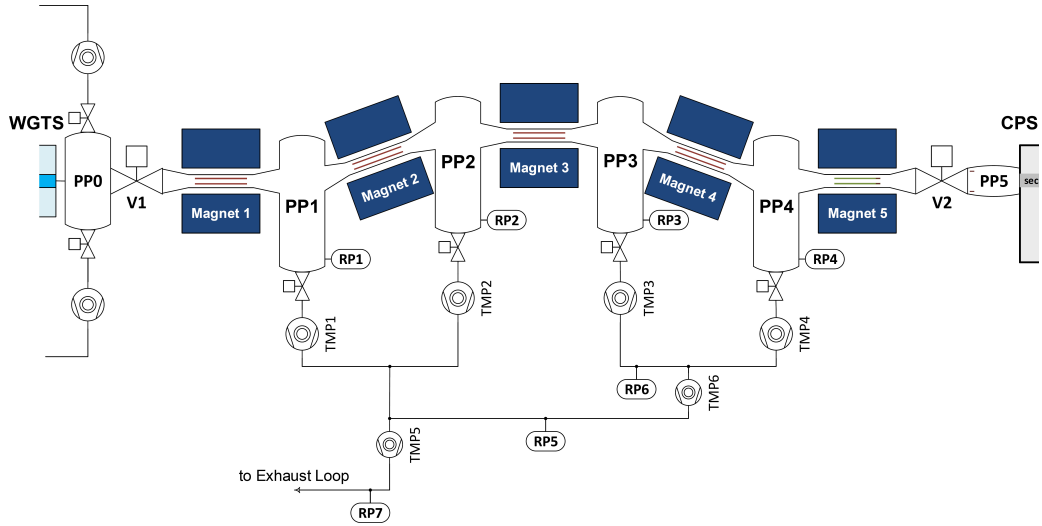 WGTS
PP0
V1
Magnet 1
PP1
RP1
TMP1
Magnet 2
PP2
RP2
TMP2
Magnet 3
PP3
RP3
TMP3
Magnet 4
PP4
RP4
TMP4
Magnet 5
V2
PP5
CPS
sec
RP6
TMP6
RP5
TMP5
to Exhaust Loop
RP7